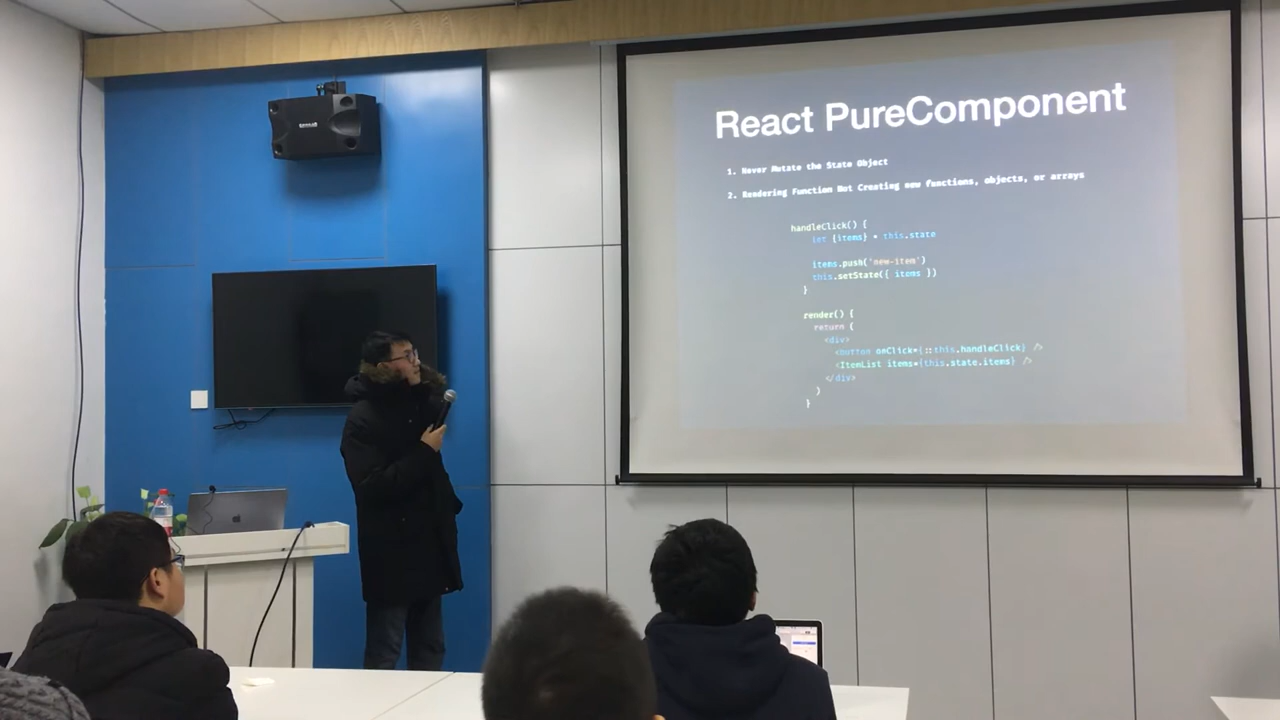 React PureComponent
1. Never Mutate the State Object
2. Rendering Function Not Creating new functions, objects, or arrays
handleClick() {
let {items} = this.state
items.push('new-item')
this.setState({ items })
}
render() {
return (
<div>
<button onClick={::this.handleClick} />
<ItemList items={this.state.items} />
</div>
)
}